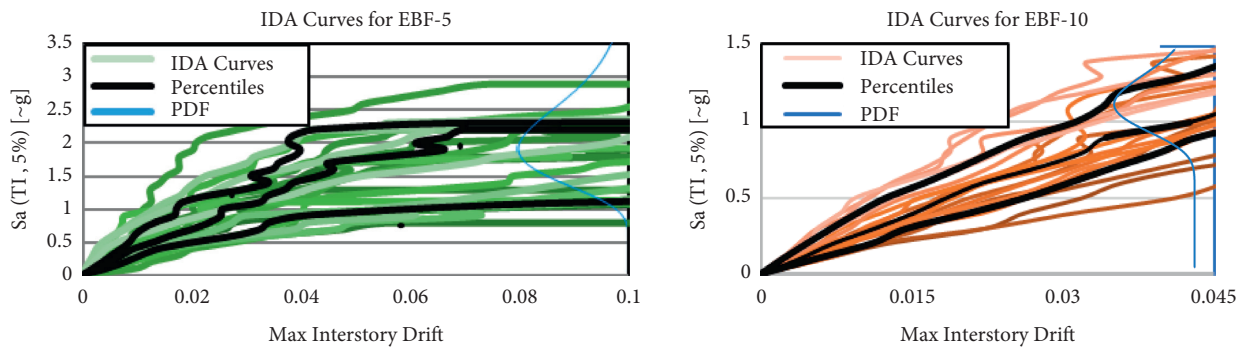 IDA Curves for EBF-5
3.5
3
2.5
2
1.5
1
0.5
0
Sa (TI , 5%) [~g]
IDA Curves
Percentiles
PDF
0
0.02
0.04
0.06
0.08
0.1
Max Interstory Drift
IDA Curves for EBF-10
1.5
1
0.5
0
Sa (TI , 5%) [~g]
IDA Curves
Percentiles
PDF
0
0.015
0.03
0.045
Max Interstory Drift